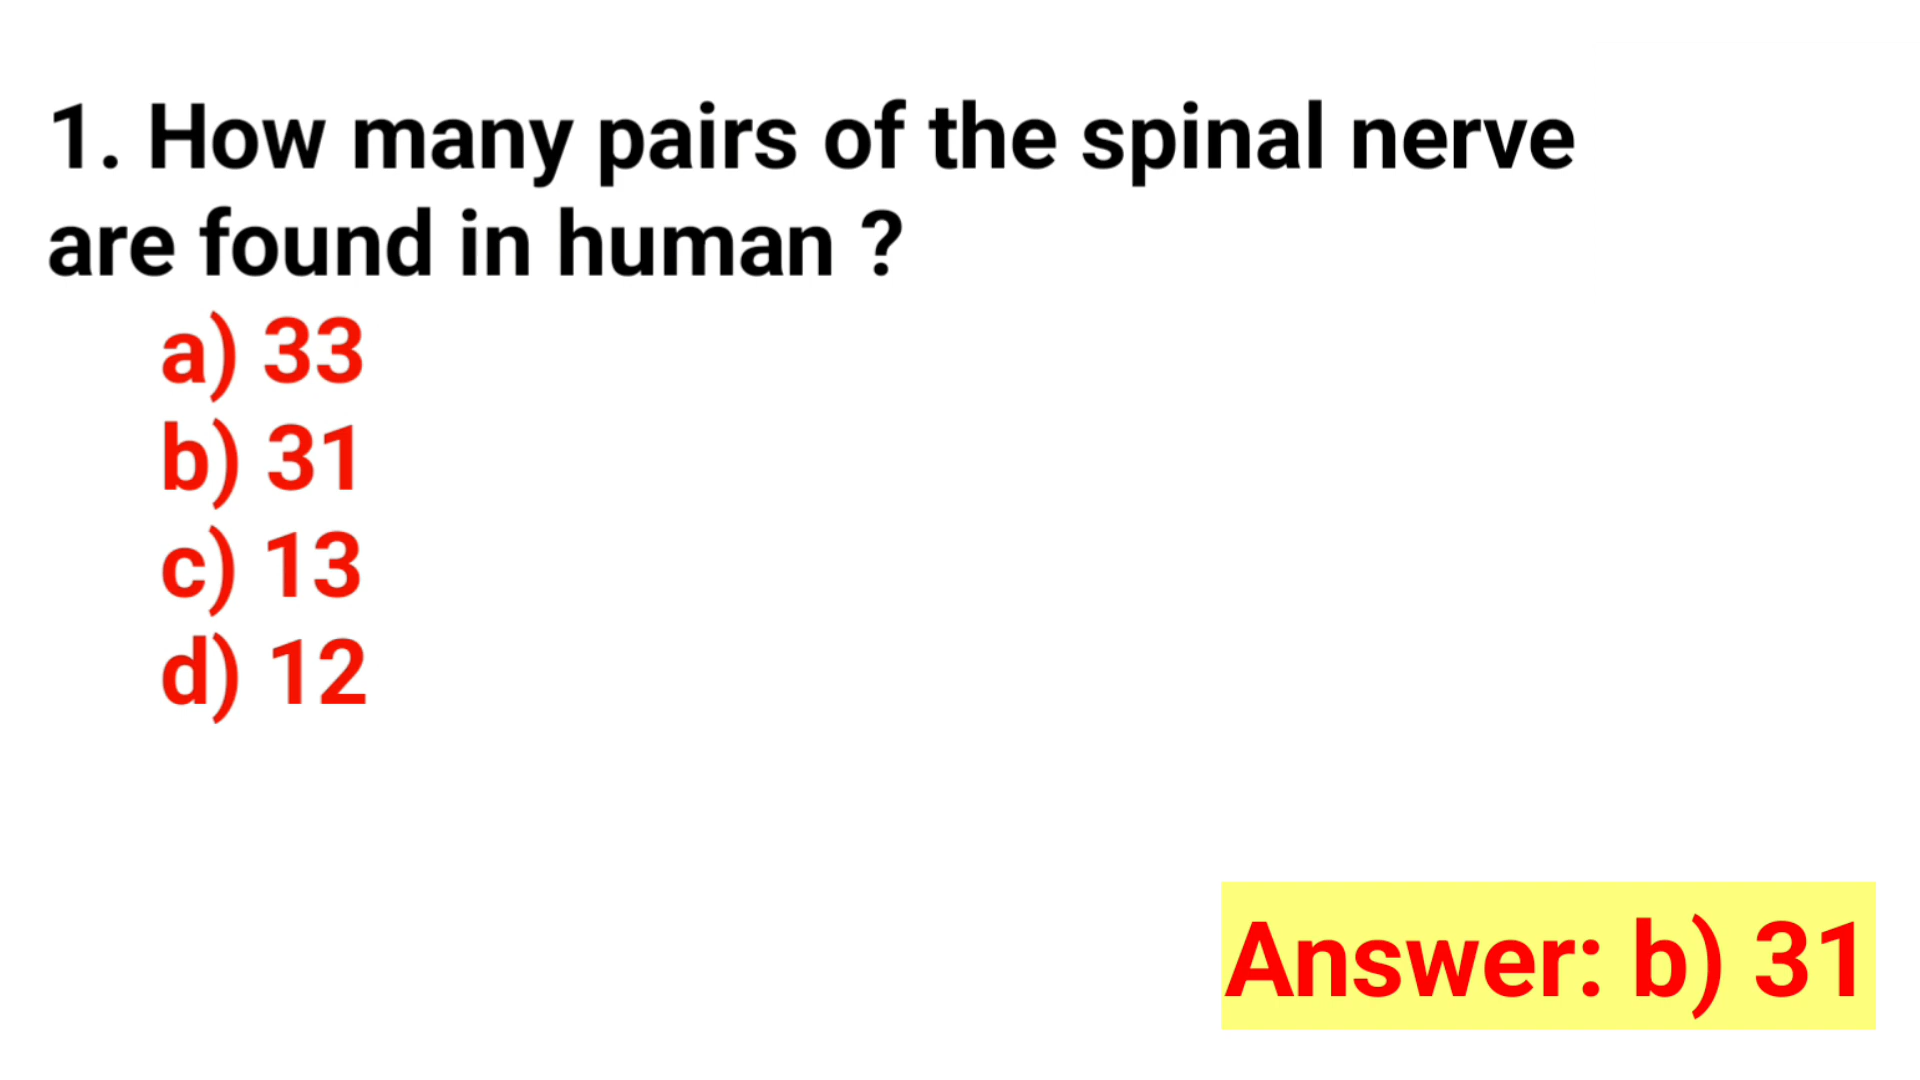 1. How many pairs of the spinal nerve
are found in human ?
a) 33
b) 31
c) 13
d) 12
Answer: b) 31